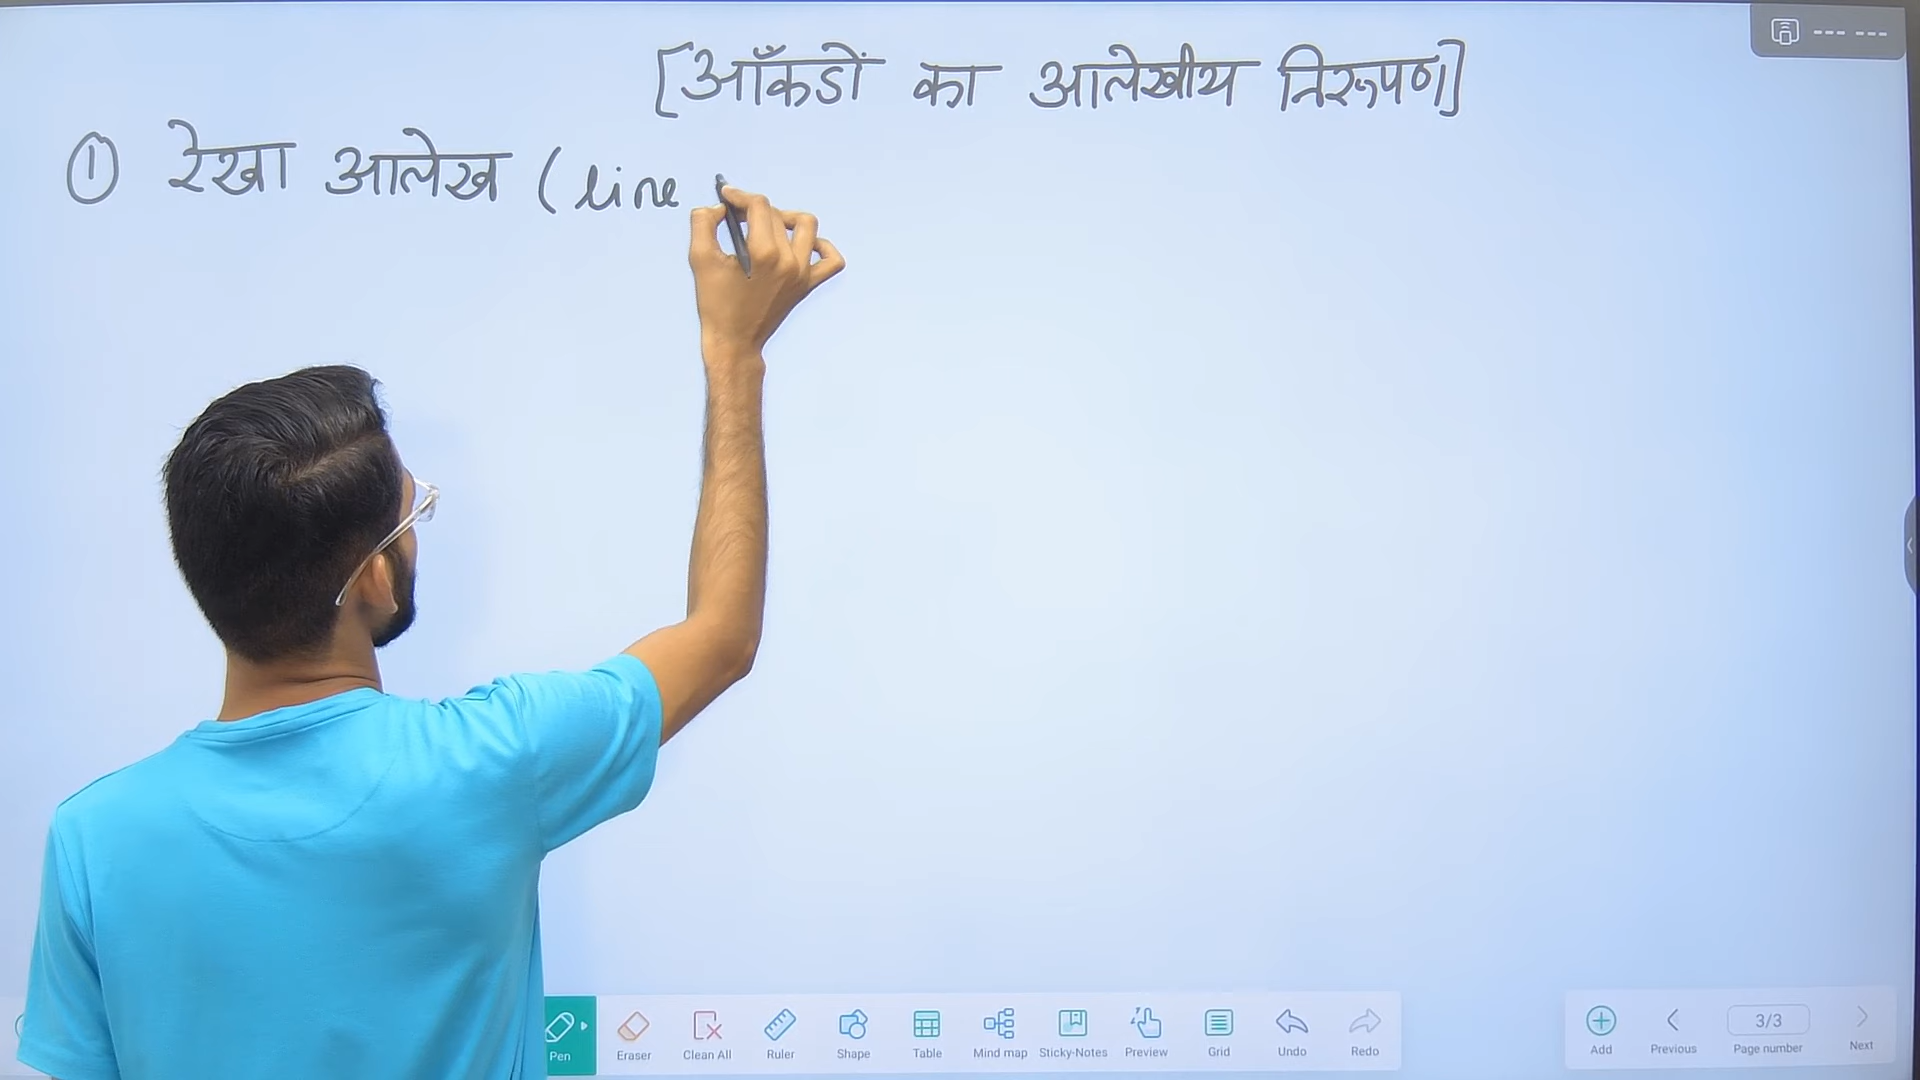 [आँकडों का आलेखीय निरूपण]
① रेखा आलेख (line
Pen
Eraser
Clean All
Ruler
Shape
Table
Mind map
Sticky-Notes
Preview
Grid
Undo
Redo
Add
Previous
3/3
Page number
Next